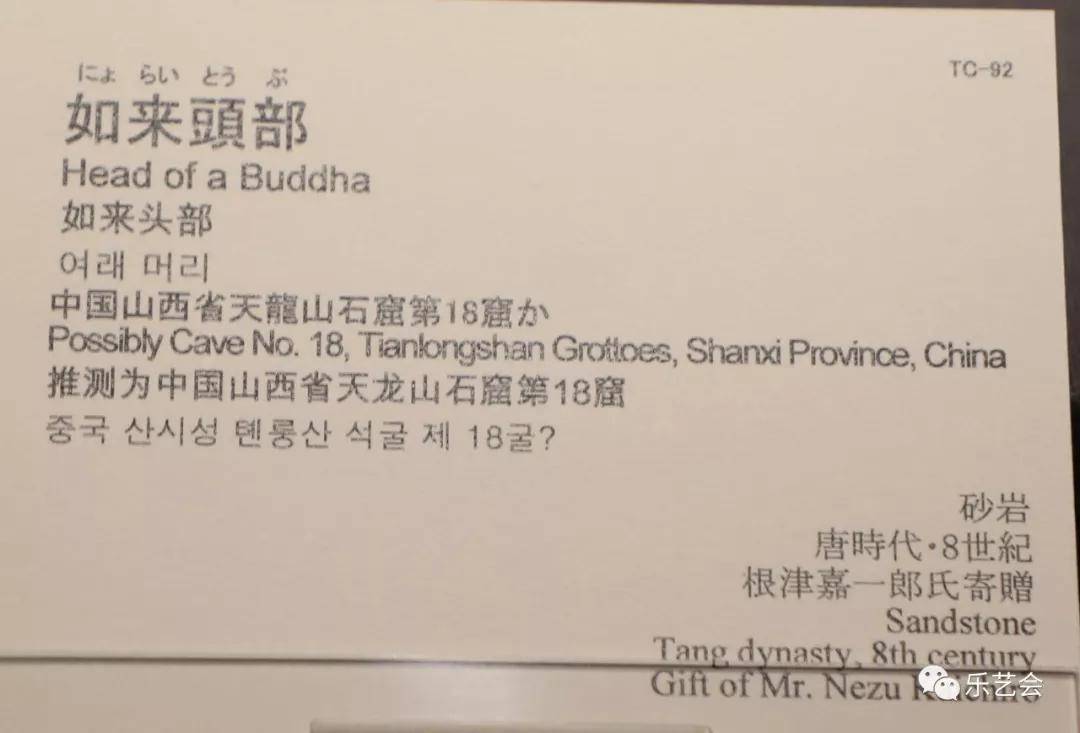 にょ らい とう ぶ
TC-92
如来頭部
Head of a Buddha
如来头部
여래 머리
中国山西省天龍山石窟第18窟か
Possibly Cave No. 18, Tianlongshan Grottoes, Shanxi Province, China
推测为中国山西省天龙山石窟第18窟
중국 산시성 톈룽산 석굴 제 18굴?
砂岩
唐時代・8世紀
根津嘉一郎氏寄贈
Sandstone
Tang dynasty, 8th century
Gift of Mr. Nezu
乐艺会